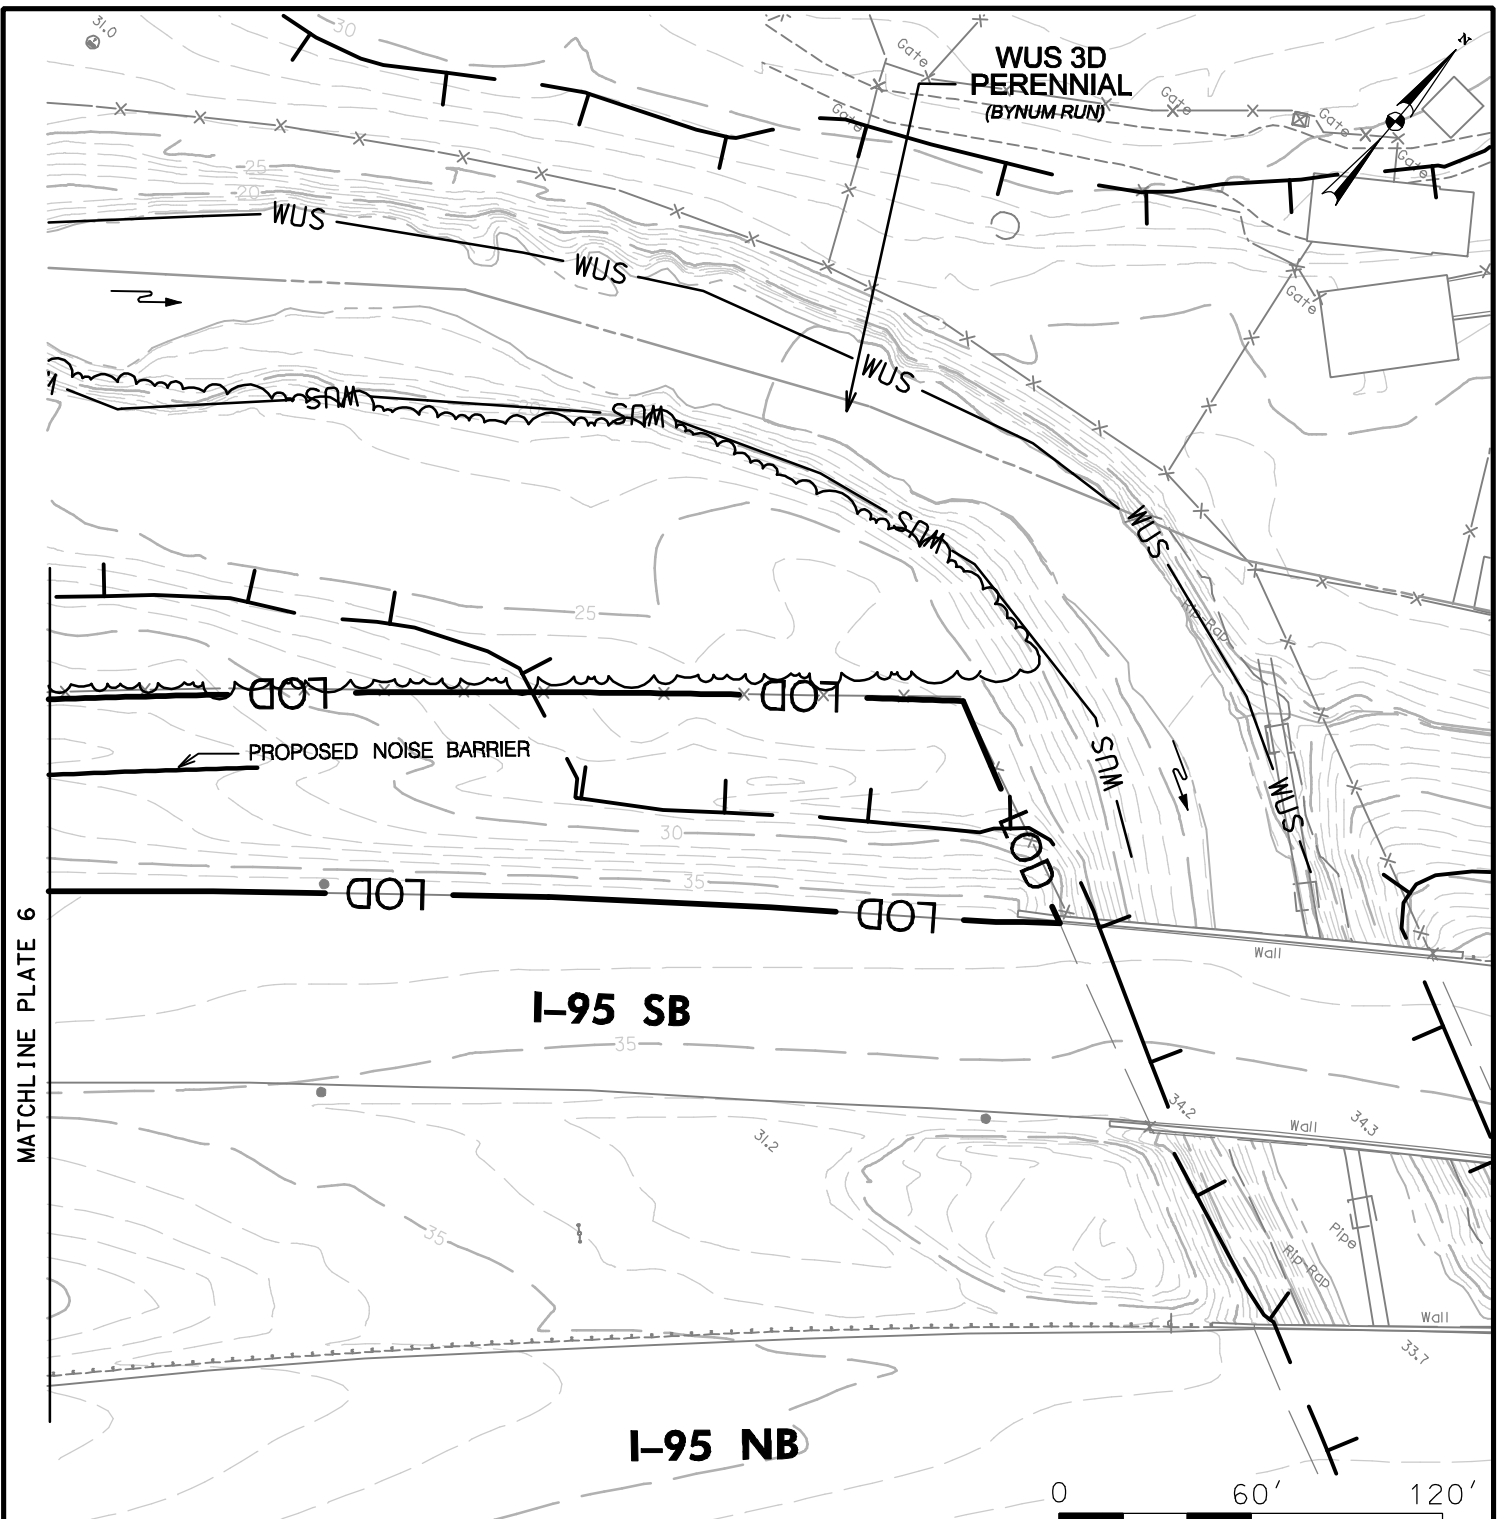 31.0
30
Gate
WUS 3D
PERENNIAL
(BYNUM RUN)
N
Gate
Gate
Gate
Gate
25
20
WUS
WUS
Gate
WUS
WUS
WUS
WUS
WUS
25
Rip-Rap
LOD
LOD
PROPOSED NOISE BARRIER
WUS
WUS
30
LOD
35
LOD
LOD
Wall
MATCHLINE PLATE 6
I-95 SB
35
34.2
34.3
Wall
31.2
35
Pipe
Rip-Rap
Wall
33.7
I-95 NB
0
60'
120'